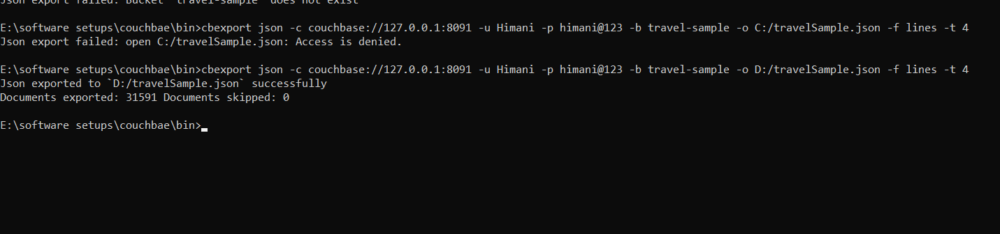 Json export failed: Bucket `travel-sample` does not exist
E:\software setups\couchbae\bin>cbexport json -c couchbase://127.0.0.1:8091 -u Himani -p himani@123 -b travel-sample -o C:/travelSample.json -f lines -t 4
Json export failed: open C:/travelSample.json: Access is denied.
E:\software setups\couchbae\bin>cbexport json -c couchbase://127.0.0.1:8091 -u Himani -p himani@123 -b travel-sample -o D:/travelSample.json -f lines -t 4
Json exported to `D:/travelSample.json` successfully
Documents exported: 31591 Documents skipped: 0
E:\software setups\couchbae\bin>